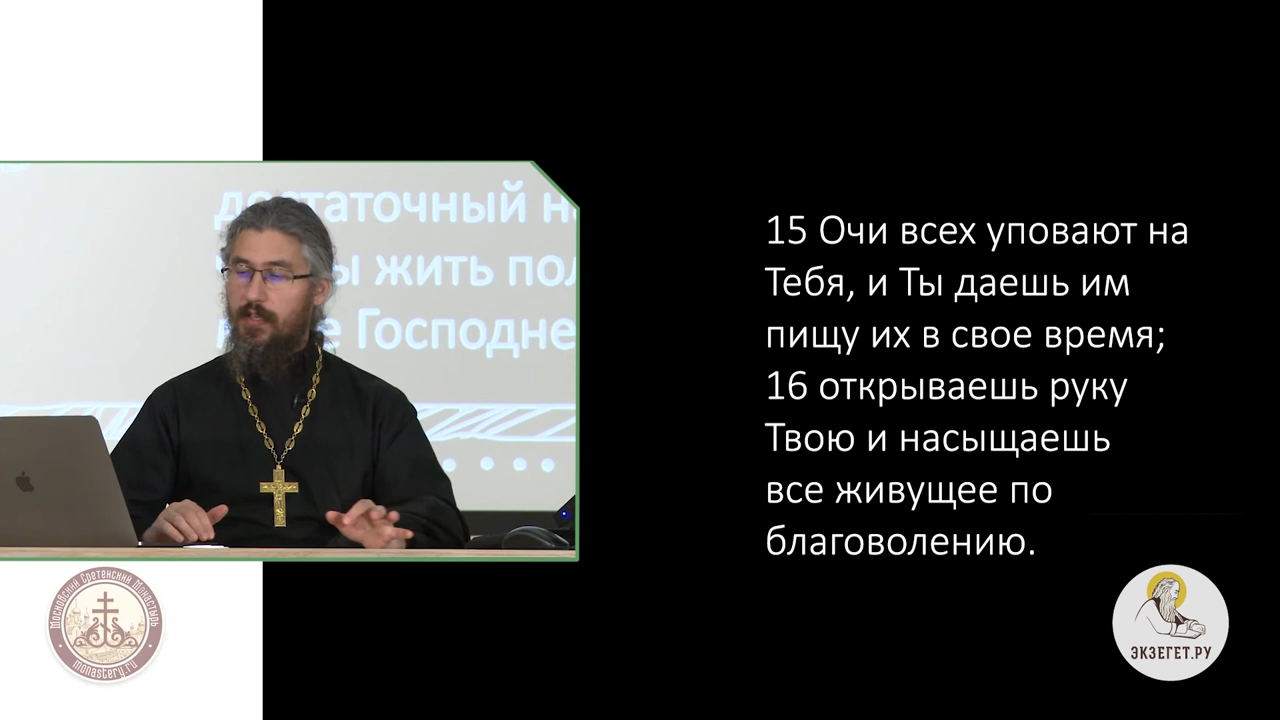 достаточный
жить
Господне
15 Очи всех уповают на
Тебя, и Ты даешь им
пищу их в свое время;
16 открываешь руку
Твою и насыщаешь
все живущее по
благоволению.
Московский Сретенский Монастырь
monastery.ru
ЭКЗЕГЕТ.РУ